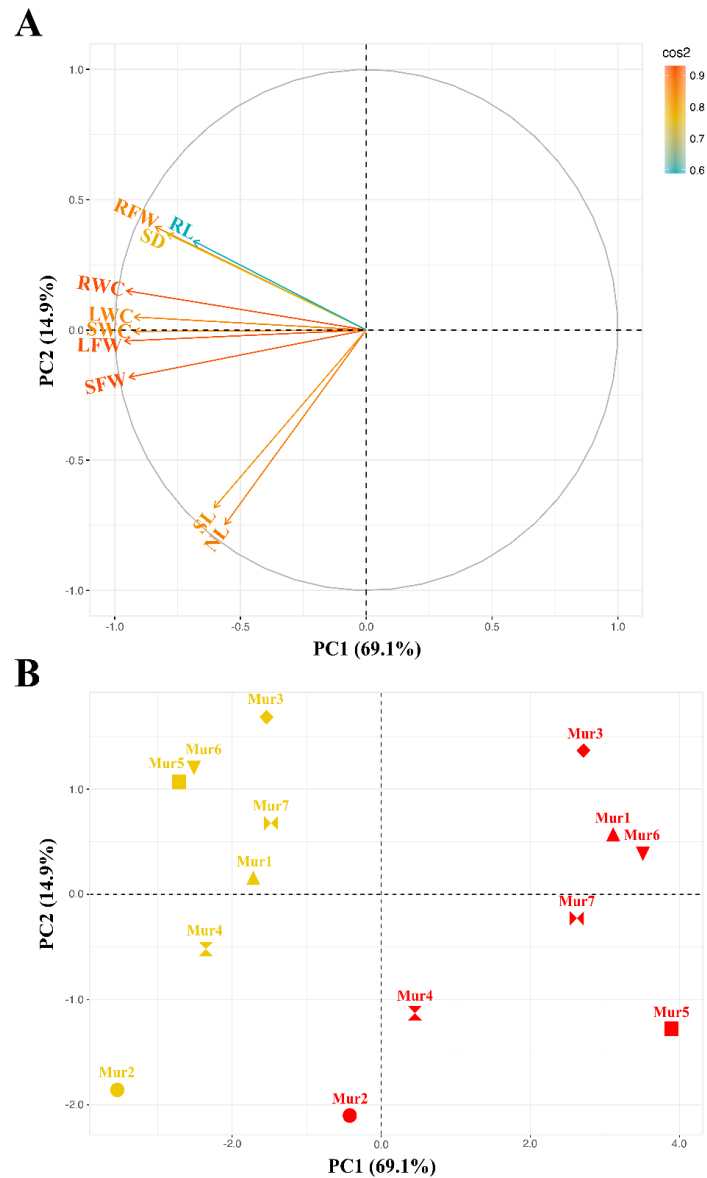 A
cos2
0.9
0.8
0.7
0.6
1.0
0.5
0.0
-0.5
-1.0
PC2 (14.9%)
RFW
RL
SD
RWC
LWC
SWC
LFW
SFW
SL
NL
-1.0 -0.5 0.0 0.5 1.0
PC1 (69.1%)
B
PC2 (14.9%)
1.0
0.0
-1.0
-2.0
Mur3
Mur3
Mur6
Mur5
Mur7
Mur1
Mur6
Mur1
Mur7
Mur4
Mur4
Mur5
Mur2
Mur2
-2.0 0.0 2.0 4.0
PC1 (69.1%)